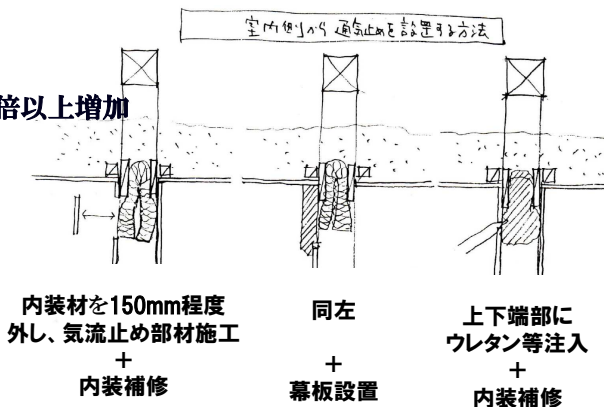 室内側から通気止めを設置する方法
倍以上増加
内装材を150mm程度
外し、気流止め部材施工
+
内装補修
同左
+
幕板設置
上下端部に
ウレタン等注入
+
内装補修